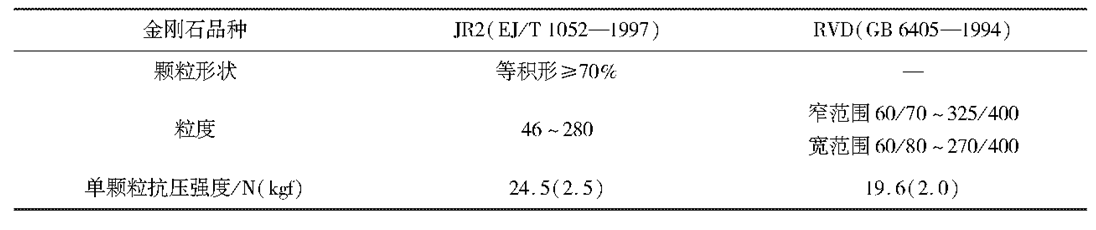 金刚石品种 JR2(EJ/T 1052—1997) RVD(GB 6405—1994)
颗粒形状 等积形≥70% —
粒度 46~280 窄范围 60/70~325/400
宽范围 60/80~270/400
单颗粒抗压强度/N(kgf) 24.5(2.5) 19.6(2.0)